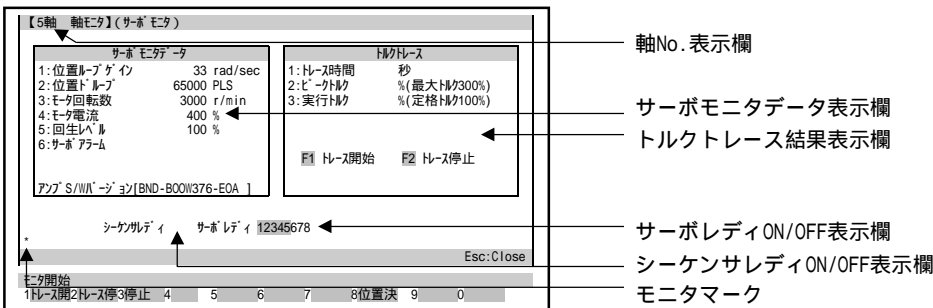 【5軸 軸ﾓﾆﾀ】(ｻｰﾎﾞﾓﾆﾀ)
軸No.表示欄
ｻｰﾎﾞﾓﾆﾀﾃﾞｰﾀ
1:位置ﾙｰﾌﾟｹﾞｲﾝ 33 rad/sec
2:位置ﾄﾞﾙｰﾌﾟ 65000 PLS
3:ﾓｰﾀ回転数 3000 r/min
4:ﾓｰﾀ電流 400 %
5:回生ﾚﾍﾞﾙ 100 %
6:ｻｰﾎﾞｱﾗｰﾑ
ｱﾝﾌﾟS/Wﾊﾞｰｼﾞｮﾝ[BND-B00W376-E0A ]
ﾄﾙｸﾄﾚｰｽ
1:ﾄﾚｰｽ時間 秒
2:ﾋﾟｰｸﾄﾙｸ %(最大ﾄﾙｸ300%)
3:実行ﾄﾙｸ %(定格ﾄﾙｸ100%)
F1 ﾄﾚｰｽ開始 F2 ﾄﾚｰｽ停止
サーボモニタデータ表示欄
トルクトレース結果表示欄
ｼｰｹﾝｻﾚﾃﾞｨ ｻｰﾎﾞﾚﾃﾞｨ 12345678
サーボレディON/OFF表示欄
*
Esc:Close
シーケンサレディON/OFF表示欄
ﾓﾆﾀ開始
モニタマーク
1ﾄﾚｰｽ開2ﾄﾚｰｽ停3停止 4 5 6 7 8位置決 9 0